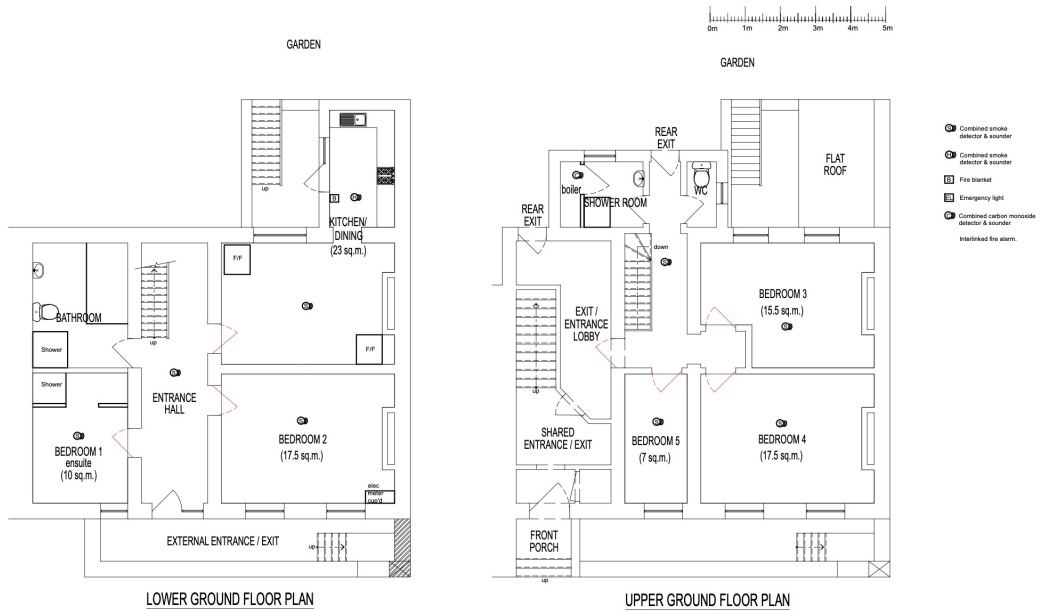 0m 1m 2m 3m 4m 5m
GARDEN
GARDEN
S Combined smoke
detector & sounder
H Combined smoke
detector & sounder
B Fire blanket
EL Emergency light
C Combined carbon monoxide
detector & sounder
Interlinked fire alarm.
up
B
H
KITCHEN/
DINING
(23 sq.m.)
F/F
S
F/F
BATHROOM
Shower
up
S
ENTRANCE
HALL
Shower
S
BEDROOM 1
ensuite
(10 sq.m.)
S
BEDROOM 2
(17.5 sq.m.)
elec
meter
cup'd
EXTERNAL ENTRANCE / EXIT
up
LOWER GROUND FLOOR PLAN
REAR
EXIT
FLAT
ROOF
C
boiler
SHOWER ROOM
WC
REAR
EXIT
down
S
EXIT /
ENTRANCE
LOBBY
BEDROOM 3
(15.5 sq.m.)
S
up
SHARED
ENTRANCE / EXIT
S
BEDROOM 5
(7 sq.m.)
S
BEDROOM 4
(17.5 sq.m.)
FRONT
PORCH
up
up
UPPER GROUND FLOOR PLAN